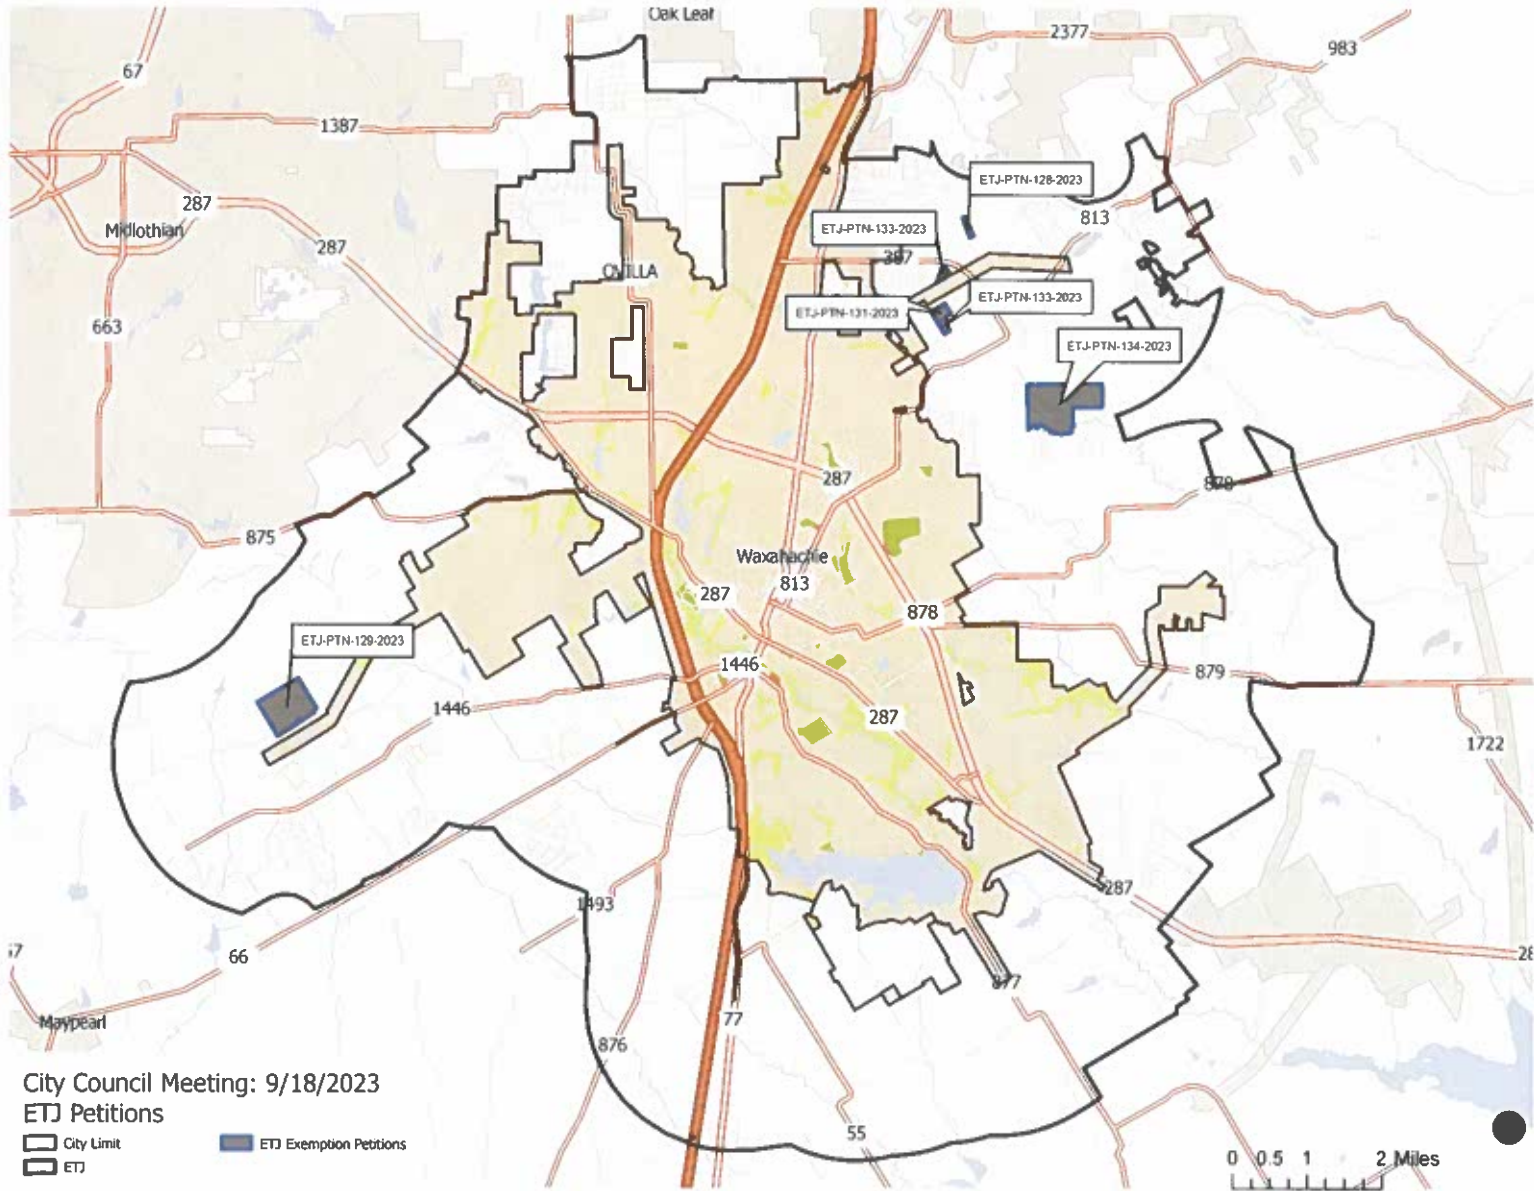 Oak Leaf
2377
983
67
1387
ETJ-PTN-128-2023
287
813
Midlothian
ETJ-PTN-133-2023
287
387
OVILLA
ETJ-PTN-133-2023
ETJ-PTN-131-2023
663
ETJ-PTN-134-2023
287
878
875
Waxahachie
813
287
878
ETJ-PTN-129-2023
1446
879
1446
287
1722
287
1493
66
877
Maypearl
77
876
City Council Meeting: 9/18/2023
ETJ Petitions
City Limit
ETJ Exemption Petitions
ETJ
55
0 0.5 1 2 Miles